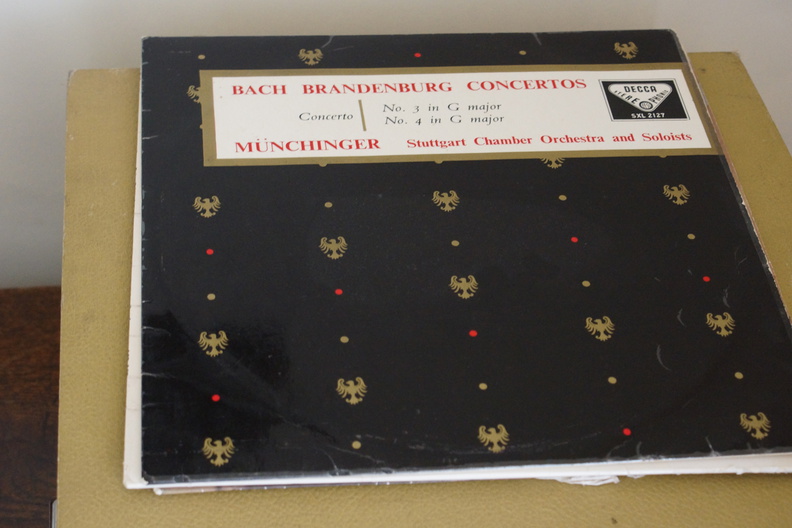 BACH BRANDENBURG CONCERTOS
Concerto
No. 3 in G major
No. 4 in G major
MÜNCHINGER Stuttgart Chamber Orchestra and Soloists
DECCA
STEREOPHONIC
SXL 2127